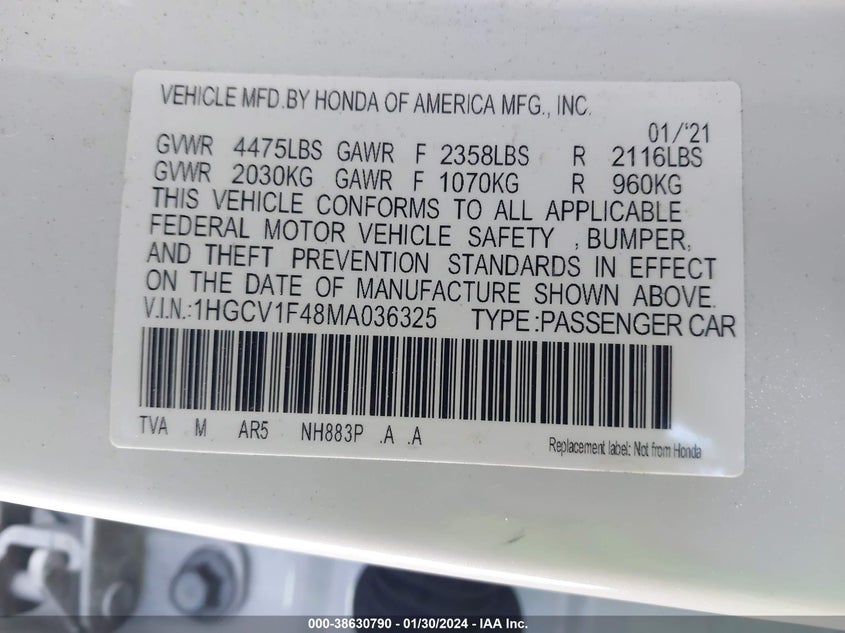 VEHICLE MFD.BY HONDA OF AMERICA MFG., INC.
01/'21
GVWR 4475LBS GAWR F 2358LBS R 2116LBS
GVWR 2030KG GAWR F 1070KG R 960KG
THIS VEHICLE CONFORMS TO ALL APPLICABLE
FEDERAL MOTOR VEHICLE SAFETY , BUMPER,
AND THEFT PREVENTION STANDARDS IN EFFECT
ON THE DATE OF MANUFACTURE SHOWN ABOVE.
V.I.N.:1HGCV1F48MA036325 TYPE:PASSENGER CAR
TVA M AR5 NH883P .A .A
Replacement label: Not from Honda
000-38630790 - 01/30/2024 - IAA Inc.